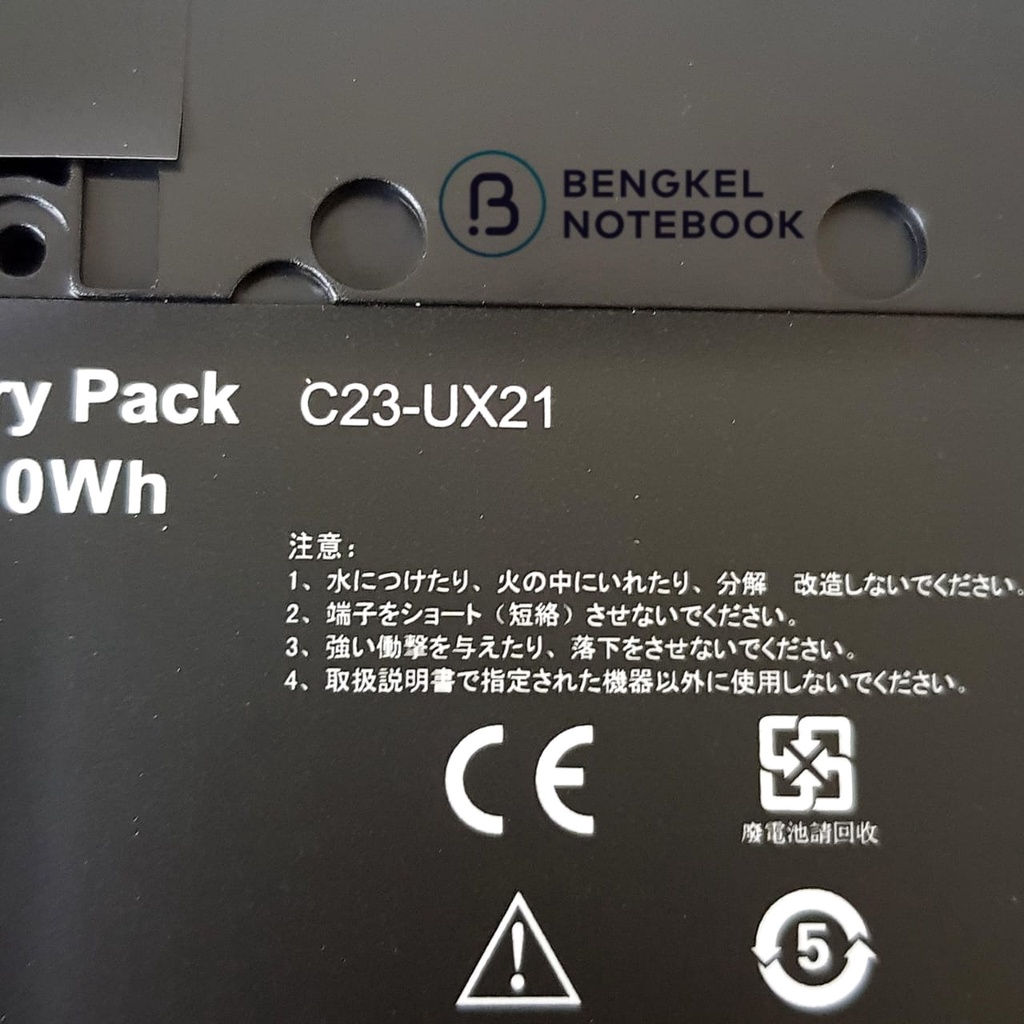 BENGKEL
NOTEBOOK
ry Pack C23-UX21
0Wh
注意：
1、水につけたり、火の中にいれたり、分解　改造しないでください。
2、端子をショート（短絡）させないでください。
3、強い働撃を与えたり、落下をさせないでください。
4、取扱説明書で指定された機器以外に使用しないでください。
CE
廢電池請回收
!
5